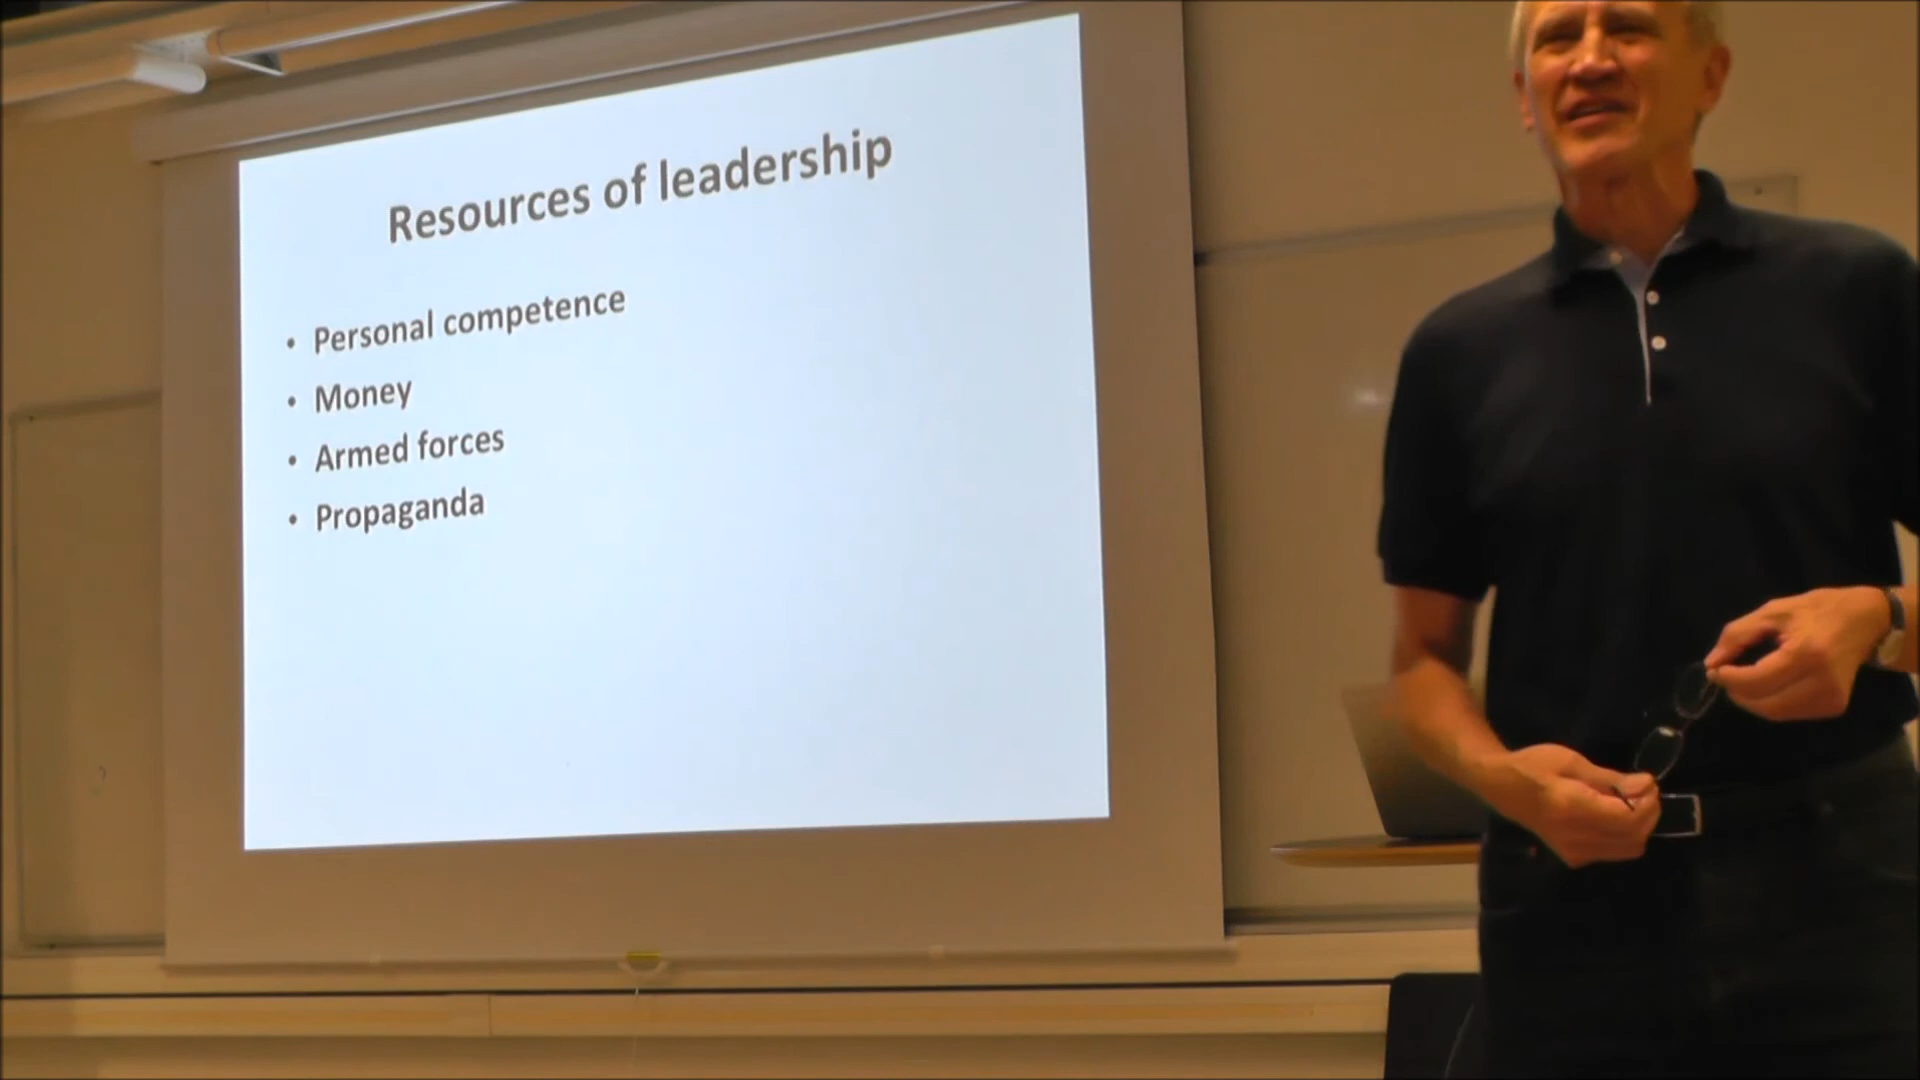 Resources of leadership
• Personal competence
• Money
• Armed forces
• Propaganda